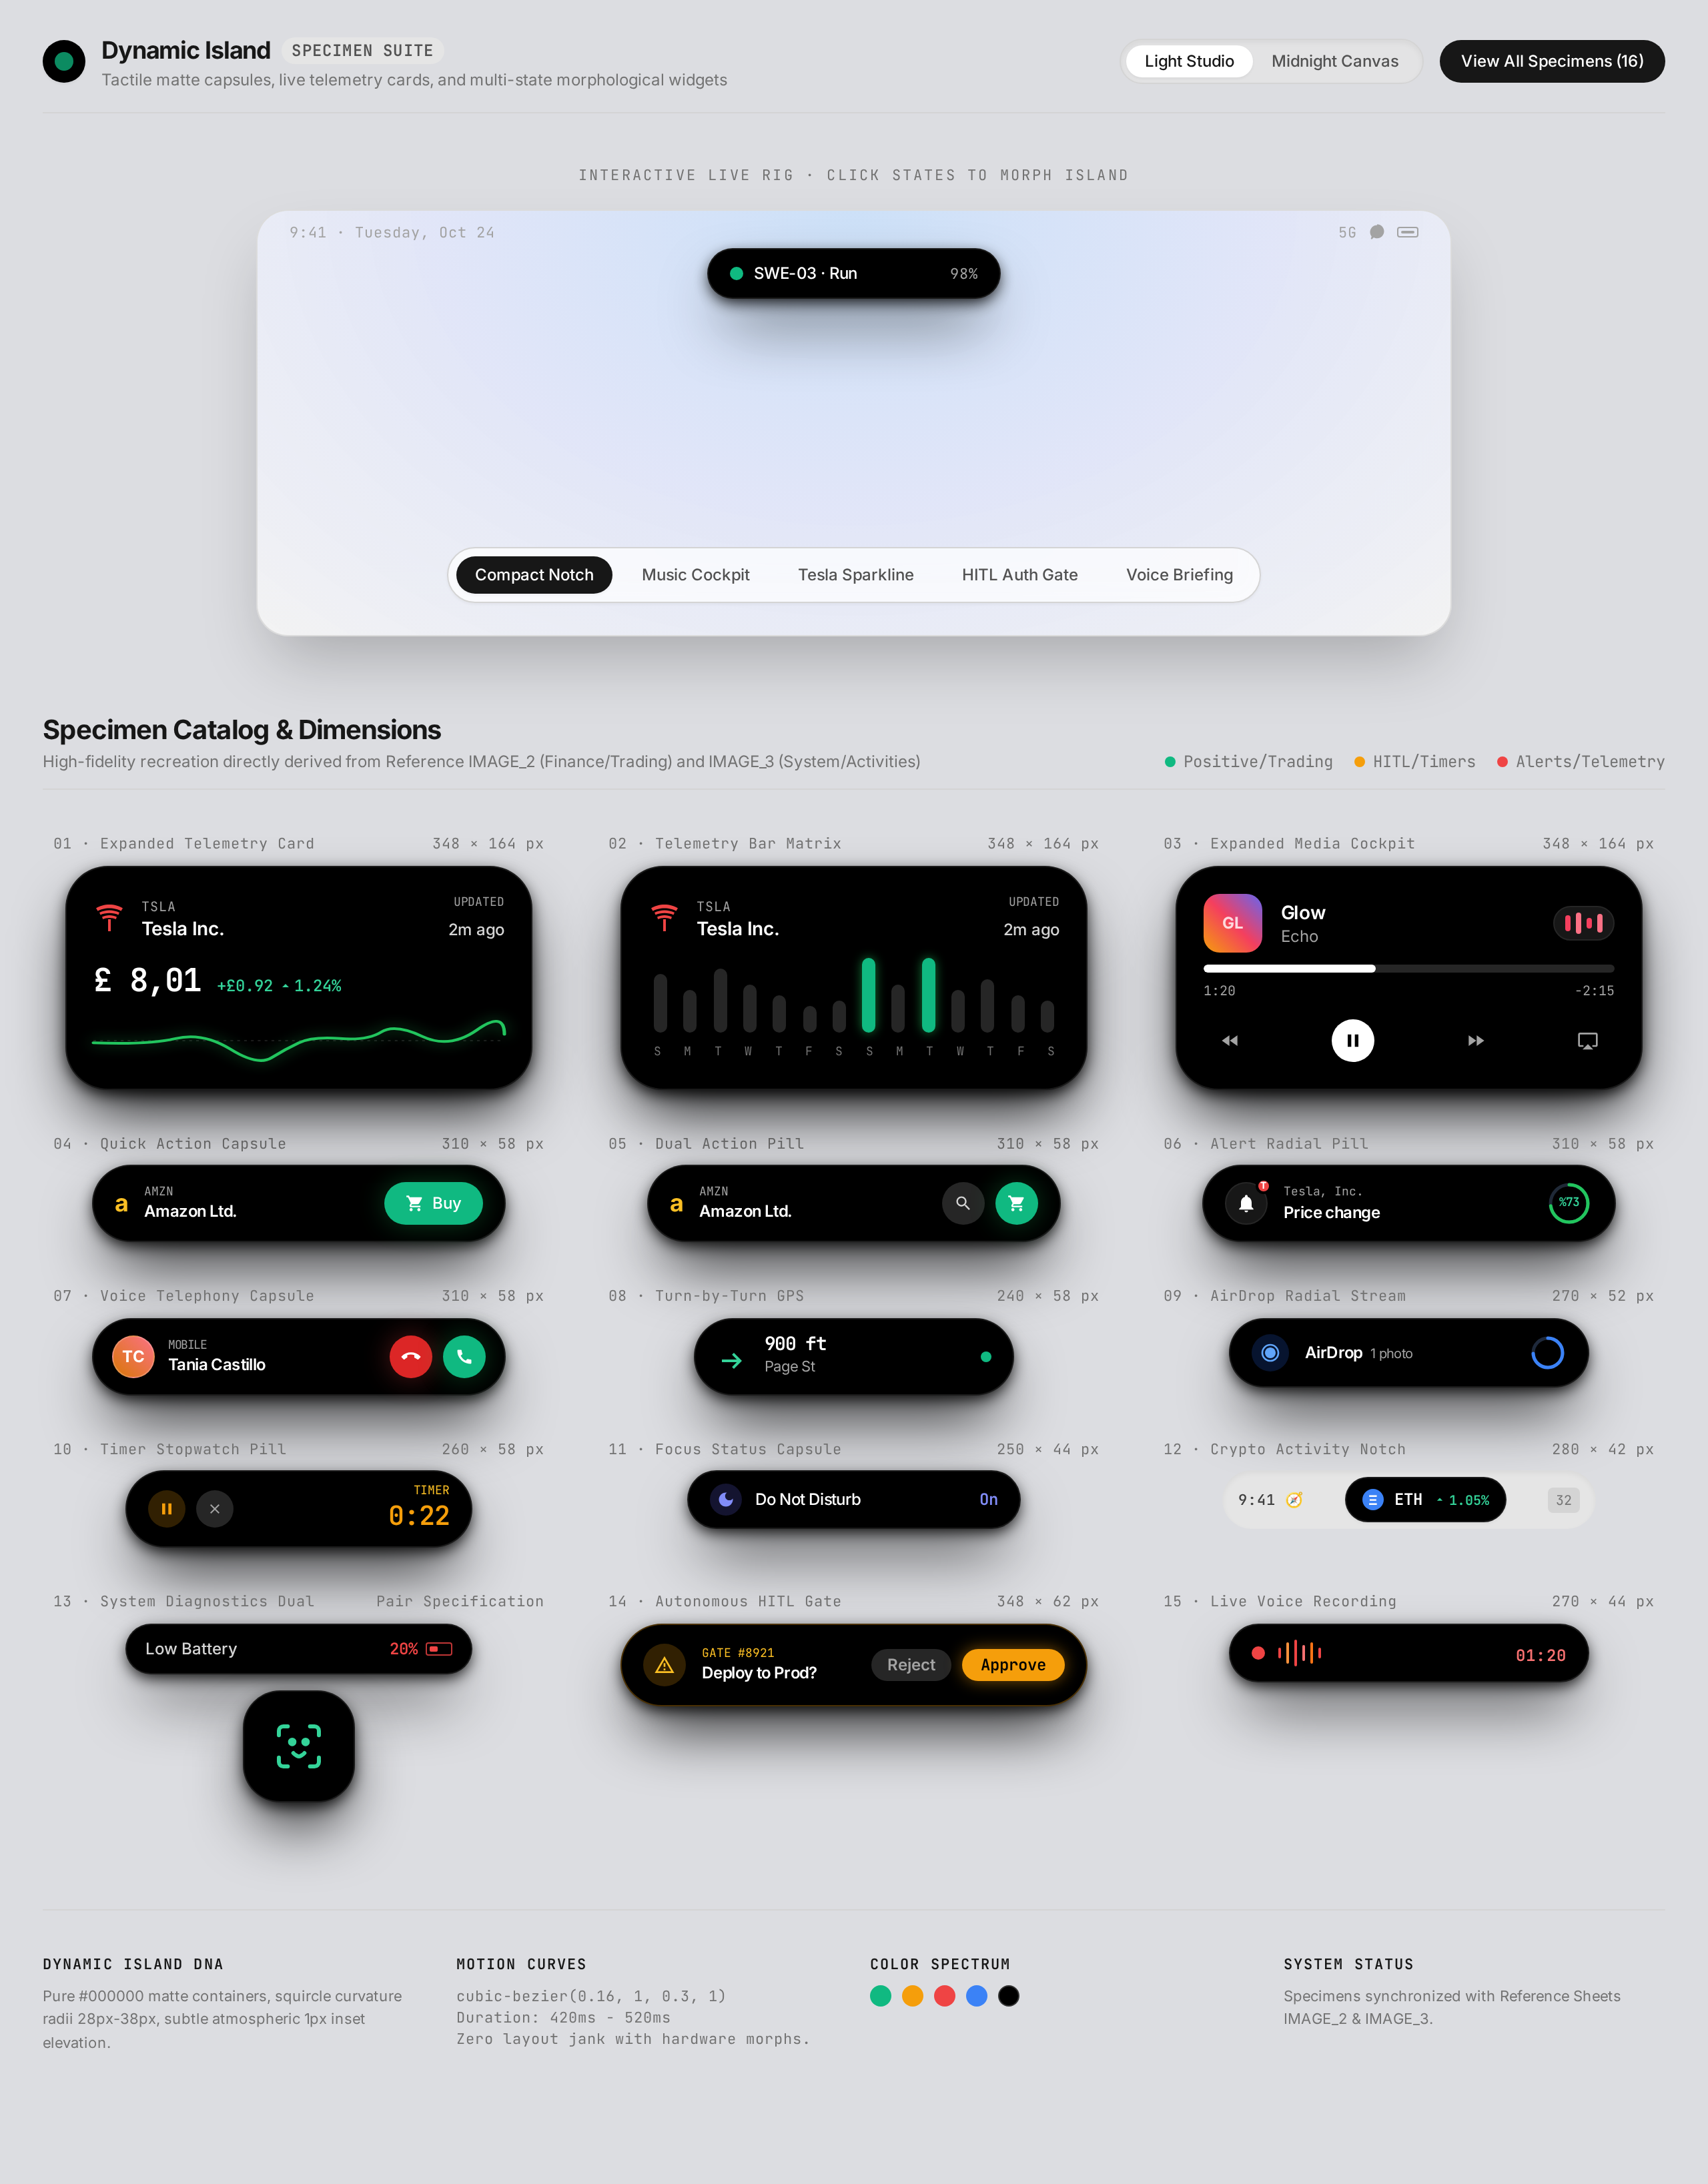 Dynamic Island SPECIMEN SUITE
Tactile matte capsules, live telemetry cards, and multi-state morphological widgets
Light Studio Midnight Canvas View All Specimens (16)
INTERACTIVE LIVE RIG · CLICK STATES TO MORPH ISLAND
9:41 · Tuesday, Oct 24 5G
SWE-03 · Run 98%
Compact Notch Music Cockpit Tesla Sparkline HITL Auth Gate Voice Briefing
Specimen Catalog & Dimensions
High-fidelity recreation directly derived from Reference IMAGE_2 (Finance/Trading) and IMAGE_3 (System/Activities)
Positive/Trading HITL/Timers Alerts/Telemetry
01 · Expanded Telemetry Card 348 × 164 px
TSLA UPDATED
Tesla Inc. 2m ago
£ 8,01 +£0.92 1.24%
02 · Telemetry Bar Matrix 348 × 164 px
TSLA UPDATED
Tesla Inc. 2m ago
S M T W T F S S M T W T F S
03 · Expanded Media Cockpit 348 × 164 px
GL
Glow
Echo
1:20 -2:15
04 · Quick Action Capsule 310 × 58 px
a AMZN
Amazon Ltd. Buy
05 · Dual Action Pill 310 × 58 px
a AMZN
Amazon Ltd.
06 · Alert Radial Pill 310 × 58 px
T
Tesla, Inc.
Price change %73
07 · Voice Telephony Capsule 310 × 58 px
TC MOBILE
Tania Castillo
08 · Turn-by-Turn GPS 240 × 58 px
900 ft
Page St
09 · AirDrop Radial Stream 270 × 52 px
AirDrop 1 photo
10 · Timer Stopwatch Pill 260 × 58 px
TIMER
0:22
11 · Focus Status Capsule 250 × 44 px
Do Not Disturb On
12 · Crypto Activity Notch 280 × 42 px
9:41 ETH 1.05% 32
13 · System Diagnostics Dual Pair Specification
Low Battery 20%
14 · Autonomous HITL Gate 348 × 62 px
GATE #8921
Deploy to Prod? Reject Approve
15 · Live Voice Recording 270 × 44 px
01:20
DYNAMIC ISLAND DNA
Pure #000000 matte containers, squircle curvature
radii 28px-38px, subtle atmospheric 1px inset
elevation.
MOTION CURVES
cubic-bezier(0.16, 1, 0.3, 1)
Duration: 420ms - 520ms
Zero layout jank with hardware morphs.
COLOR SPECTRUM
SYSTEM STATUS
Specimens synchronized with Reference Sheets
IMAGE_2 & IMAGE_3.